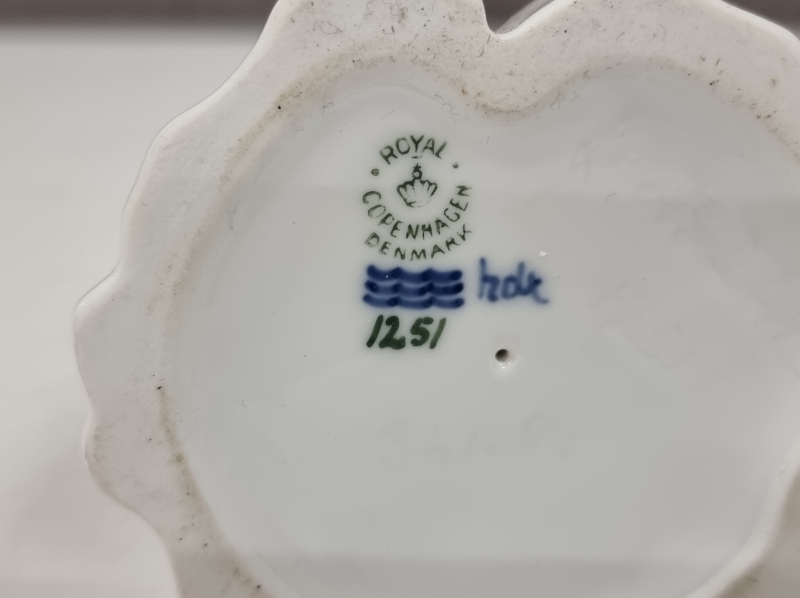 ROYAL
COPENHAGEN
DENMARK
1251